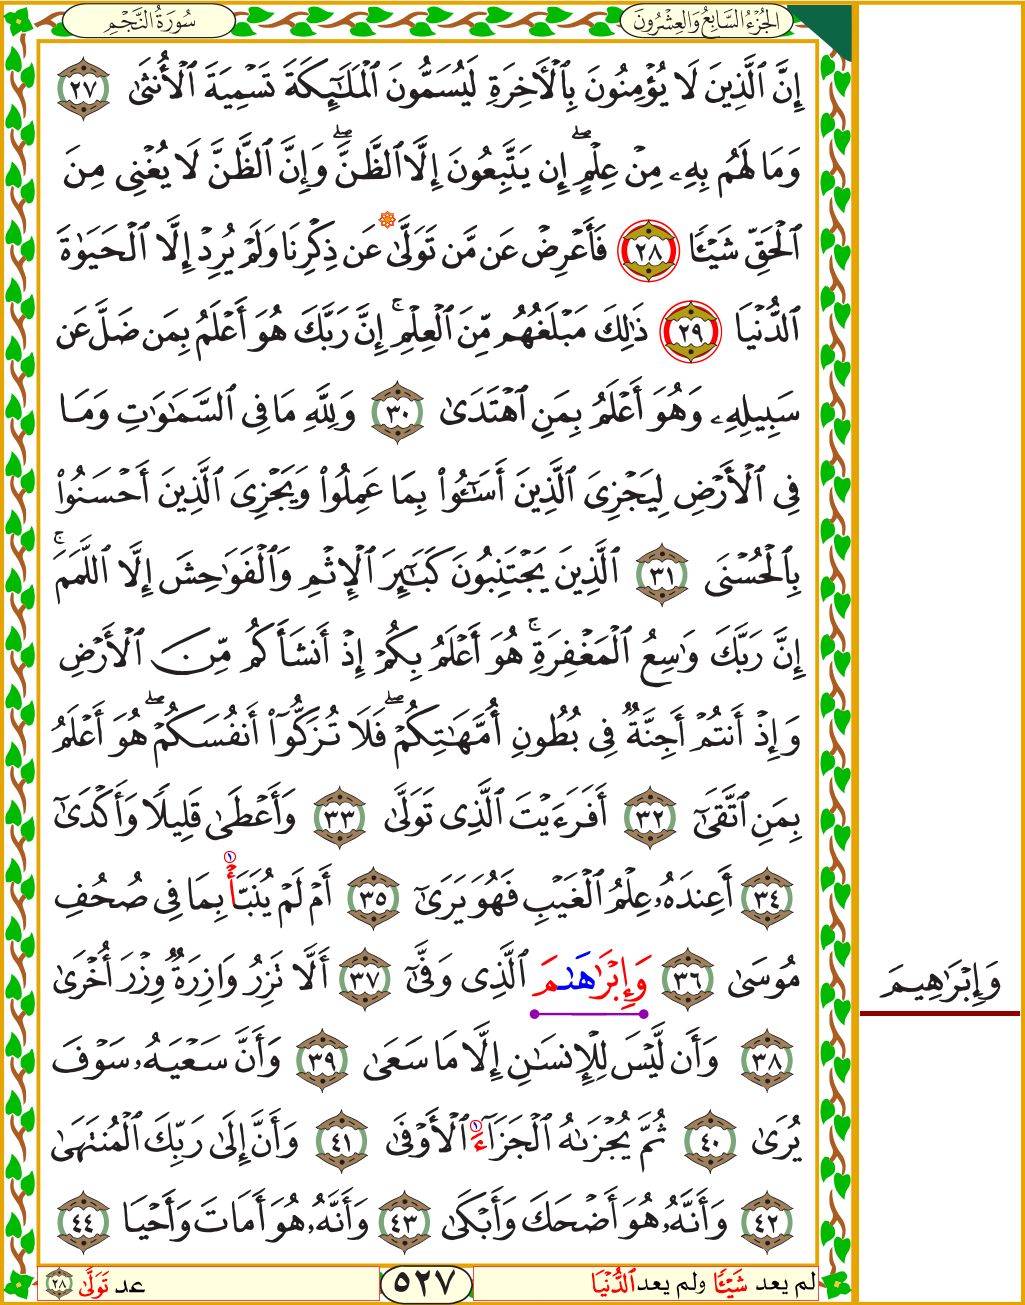 سُورَةُ النَّجْمِ
الجُزْءُ السَّابِعُ وَالعِشْرُونَ
إِنَّ ٱلَّذِينَ لَا يُؤْمِنُونَ بِٱلْأَخِرَةِ لَيُسَمُّونَ ٱلْمَلَٰٓئِكَةَ تَسْمِيَةَ ٱلْأُنثَىٰ ٢٧
وَمَا لَهُم بِهِۦ مِنْ عِلْمٍ ۖ إِن يَتَّبِعُونَ إِلَّا ٱلظَّنَّ ۖ وَإِنَّ ٱلظَّنَّ لَا يُغْنِى مِنَ
ٱلْحَقِّ شَيْـًٔا ٢٨ فَأَعْرِضْ عَن مَّن تَوَلَّىٰ ۞ عَن ذِكْرِنَا وَلَمْ يُرِدْ إِلَّا ٱلْحَيَوٰةَ
ٱلدُّنْيَا ٢٩ ذَٰلِكَ مَبْلَغُهُم مِّنَ ٱلْعِلْمِ ۚ إِنَّ رَبَّكَ هُوَ أَعْلَمُ بِمَن ضَلَّ عَن
سَبِيلِهِۦ وَهُوَ أَعْلَمُ بِمَنِ ٱهْتَدَىٰ ٣٠ وَلِلَّهِ مَا فِى ٱلسَّمَٰوَٰتِ وَمَا
فِى ٱلْأَرْضِ لِيَجْزِىَ ٱلَّذِينَ أَسَٰٓـُٔوا۟ بِمَا عَمِلُوا۟ وَيَجْزِىَ ٱلَّذِينَ أَحْسَنُوا۟
بِٱلْحُسْنَى ٣١ ٱلَّذِينَ يَجْتَنِبُونَ كَبَٰٓئِرَ ٱلْإِثْمِ وَٱلْفَوَٰحِشَ إِلَّا ٱللَّمَمَ ۚ
إِنَّ رَبَّكَ وَٰسِعُ ٱلْمَغْفِرَةِ ۚ هُوَ أَعْلَمُ بِكُمْ إِذْ أَنشَأَكُم مِّنَ ٱلْأَرْضِ
وَإِذْ أَنتُمْ أَجِنَّةٌ فِى بُطُونِ أُمَّهَٰتِكُمْ ۖ فَلَا تُزَكُّوٓا۟ أَنفُسَكُمْ ۖ هُوَ أَعْلَمُ
بِمَنِ ٱتَّقَىٰٓ ٣٢ أَفَرَءَيْتَ ٱلَّذِى تَوَلَّىٰ ٣٣ وَأَعْطَىٰ قَلِيلًا وَأَكْدَىٰٓ
٣٤ أَعِندَهُۥ عِلْمُ ٱلْغَيْبِ فَهُوَ يَرَىٰٓ ٣٥ أَمْ لَمْ يُنَبَّأْ ١ بِمَا فِى صُحُفِ
مُوسَىٰ ٣٦ وَإِبْرَٰهَٰمَ ٱلَّذِى وَفَّىٰٓ ٣٧ أَلَّا تَزِرُ وَازِرَةٌ وِزْرَ أُخْرَىٰ
وَإِبْرَٰهِيمَ
٣٨ وَأَن لَّيْسَ لِلْإِنسَٰنِ إِلَّا مَا سَعَىٰ ٣٩ وَأَنَّ سَعْيَهُۥ سَوْفَ
يُرَىٰ ٤٠ ثُمَّ يُجْزَىٰهُ ٱلْجَزَآءَ ١ ٱلْأَوْفَىٰ ٤١ وَأَنَّ إِلَىٰ رَبِّكَ ٱلْمُنتَهَىٰ
٤٢ وَأَنَّهُۥ هُوَ أَضْحَكَ وَأَبْكَىٰ ٤٣ وَأَنَّهُۥ هُوَ أَمَاتَ وَأَحْيَا ٤٤
لم يعد شَيْـًٔا ولم يعد ٱلدُّنْيَا
٥٢٧
عد تَوَلَّىٰ ٢٨